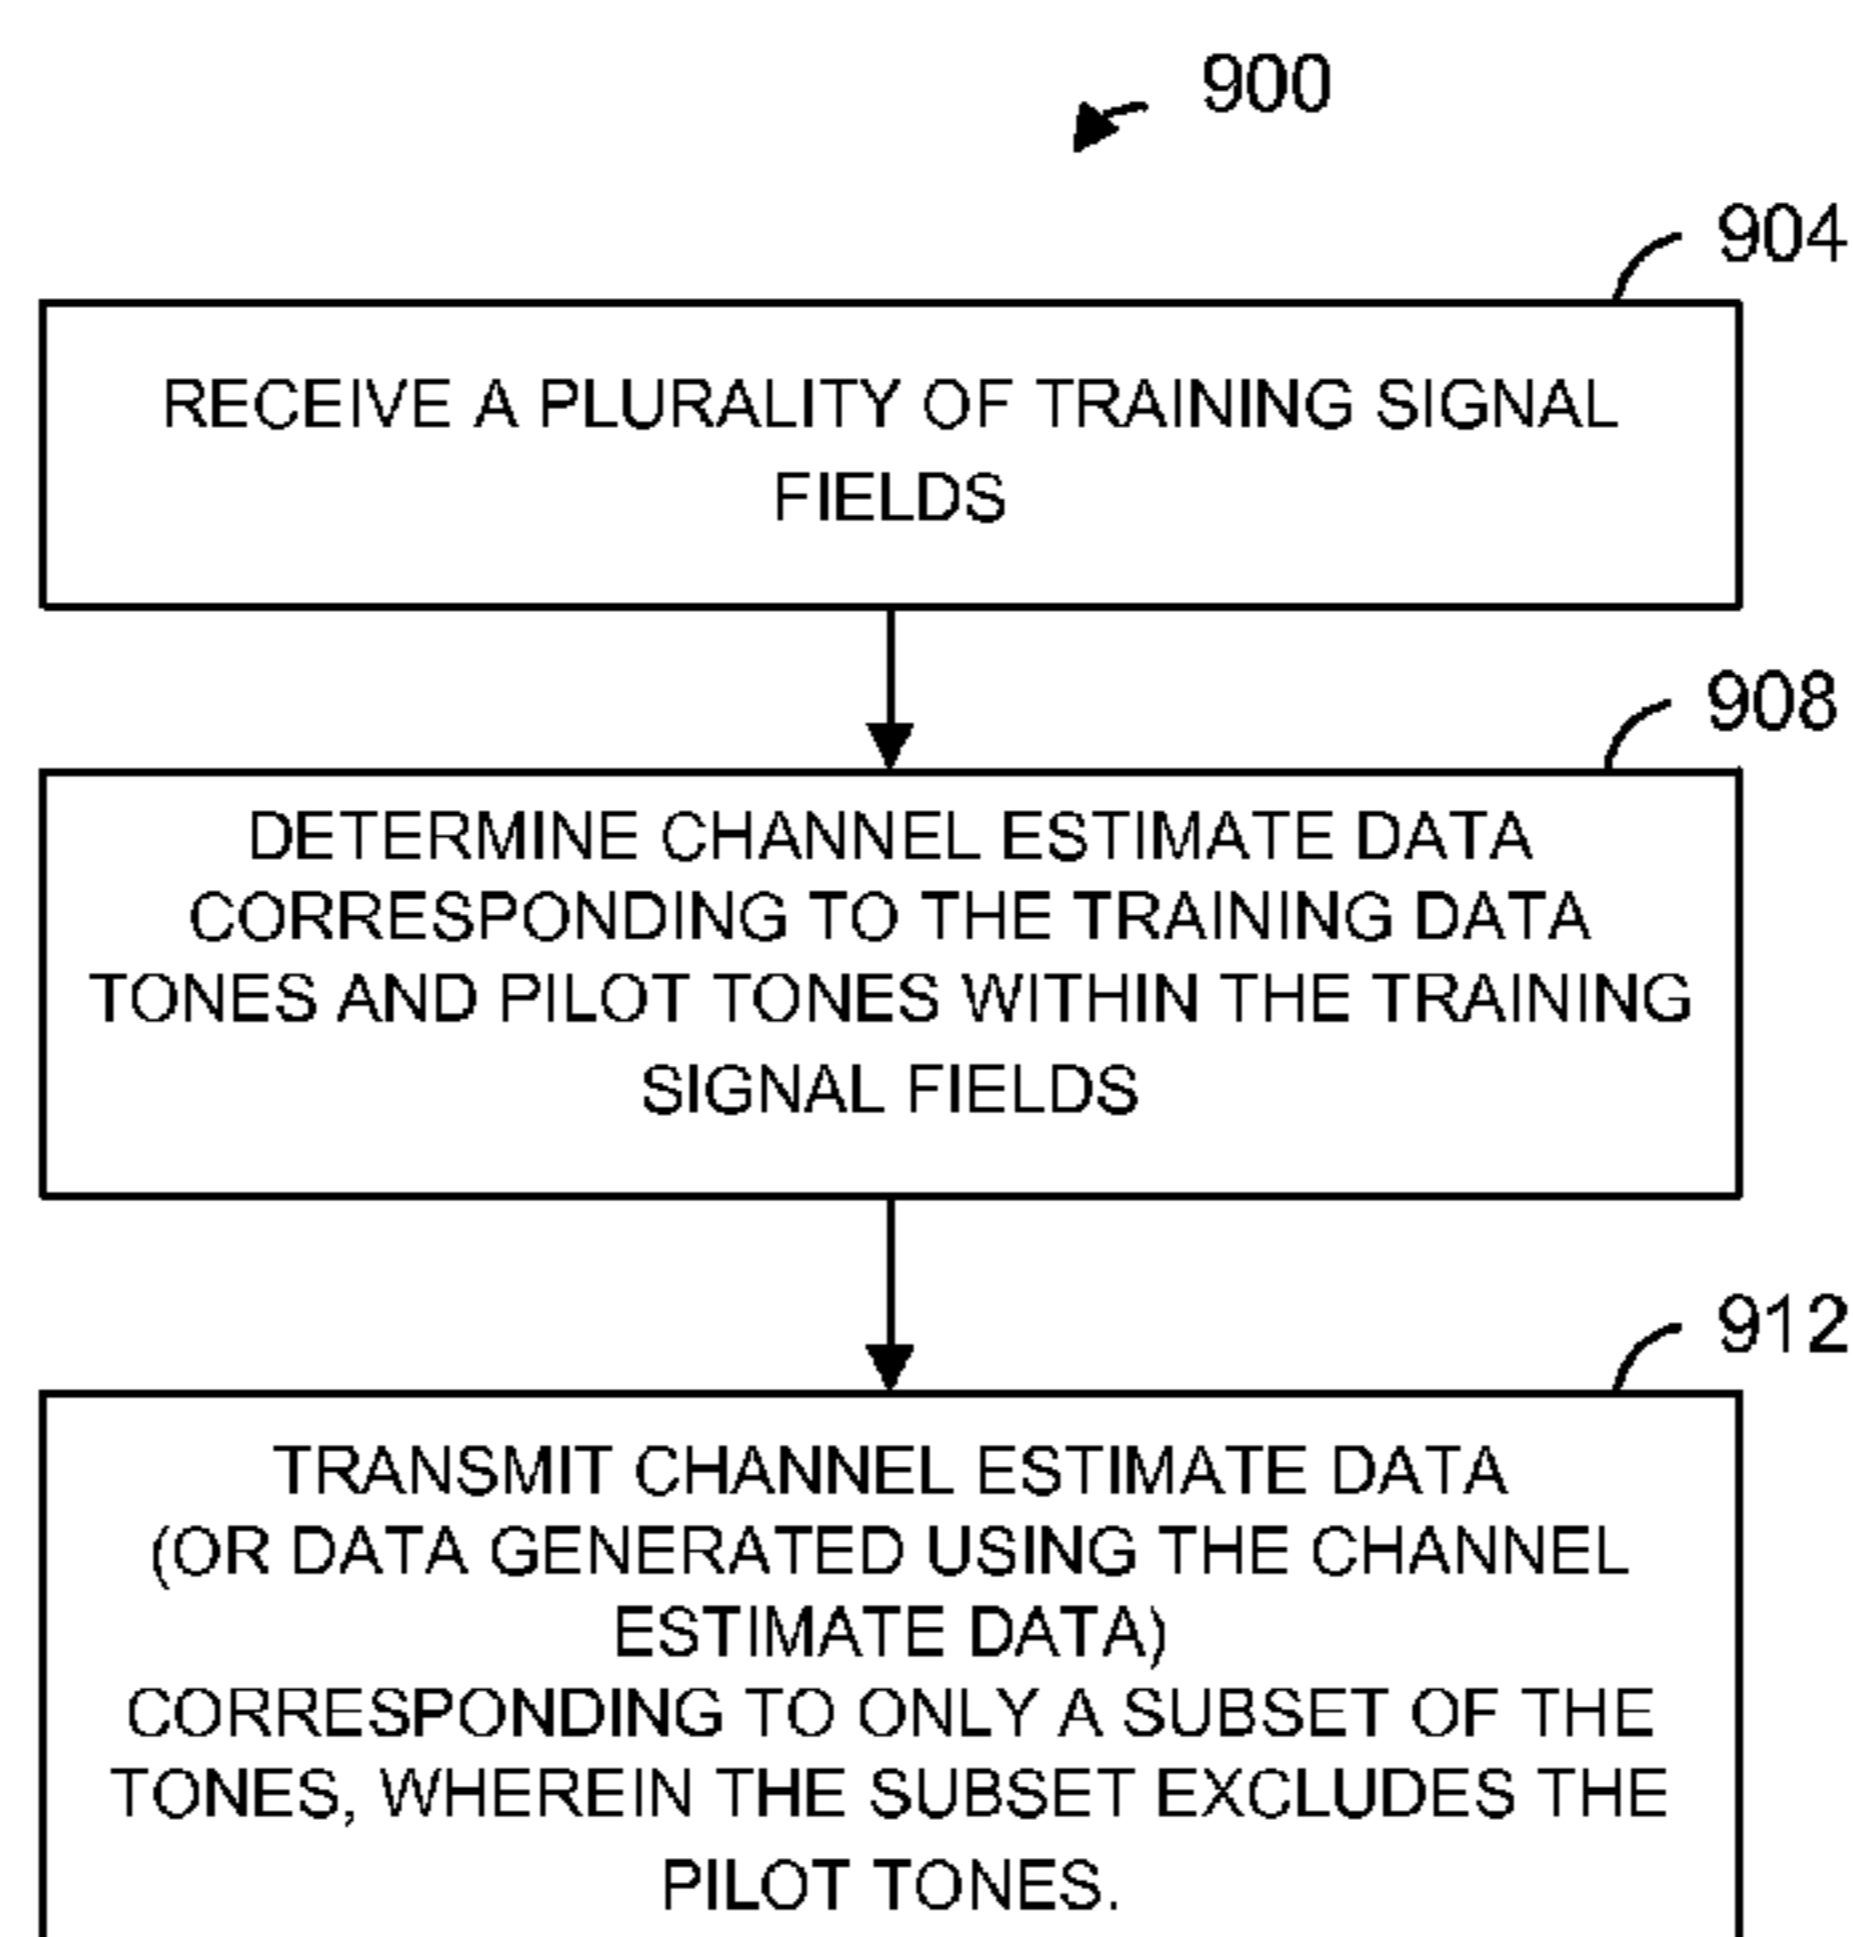 900
904
RECEIVE A PLURALITY OF TRAINING SIGNAL
FIELDS
908
DETERMINE CHANNEL ESTIMATE DATA
CORRESPONDING TO THE TRAINING DATA
TONES AND PILOT TONES WITHIN THE TRAINING
SIGNAL FIELDS
912
TRANSMIT CHANNEL ESTIMATE DATA
(OR DATA GENERATED USING THE CHANNEL
ESTIMATE DATA)
CORRESPONDING TO ONLY A SUBSET OF THE
TONES, WHEREIN THE SUBSET EXCLUDES THE
PILOT TONES.